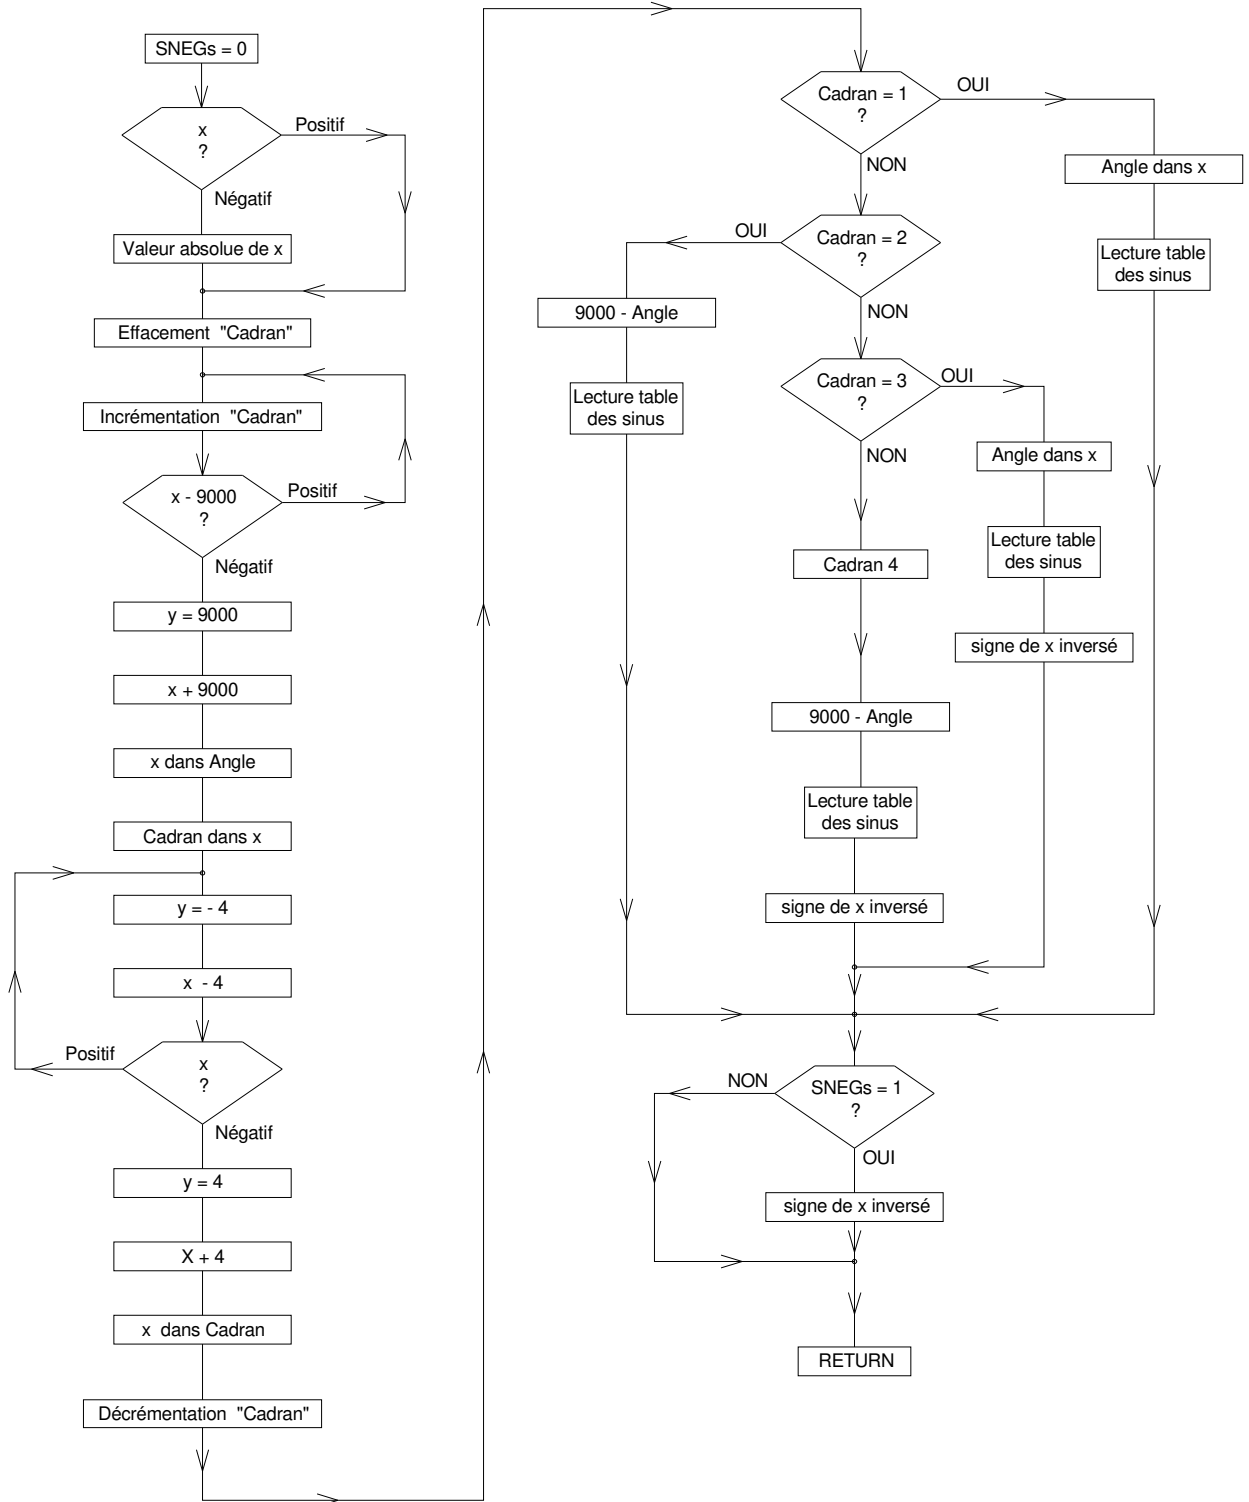 SNEGs = 0
x
?
Positif
Négatif
Valeur absolue de x
Effacement "Cadran"
Incrémentation "Cadran"
x - 9000
?
Positif
Négatif
y = 9000
x + 9000
x dans Angle
Cadran dans x
y = - 4
x - 4
Positif
x
?
Négatif
y = 4
X + 4
x dans Cadran
Décrémentation "Cadran"
Cadran = 1
?
OUI
NON
Angle dans x
Lecture table
des sinus
Cadran = 2
?
OUI
NON
9000 - Angle
Lecture table
des sinus
Cadran = 3
?
OUI
NON
Angle dans x
Lecture table
des sinus
signe de x inversé
Cadran 4
9000 - Angle
Lecture table
des sinus
signe de x inversé
SNEGs = 1
?
NON
OUI
signe de x inversé
RETURN